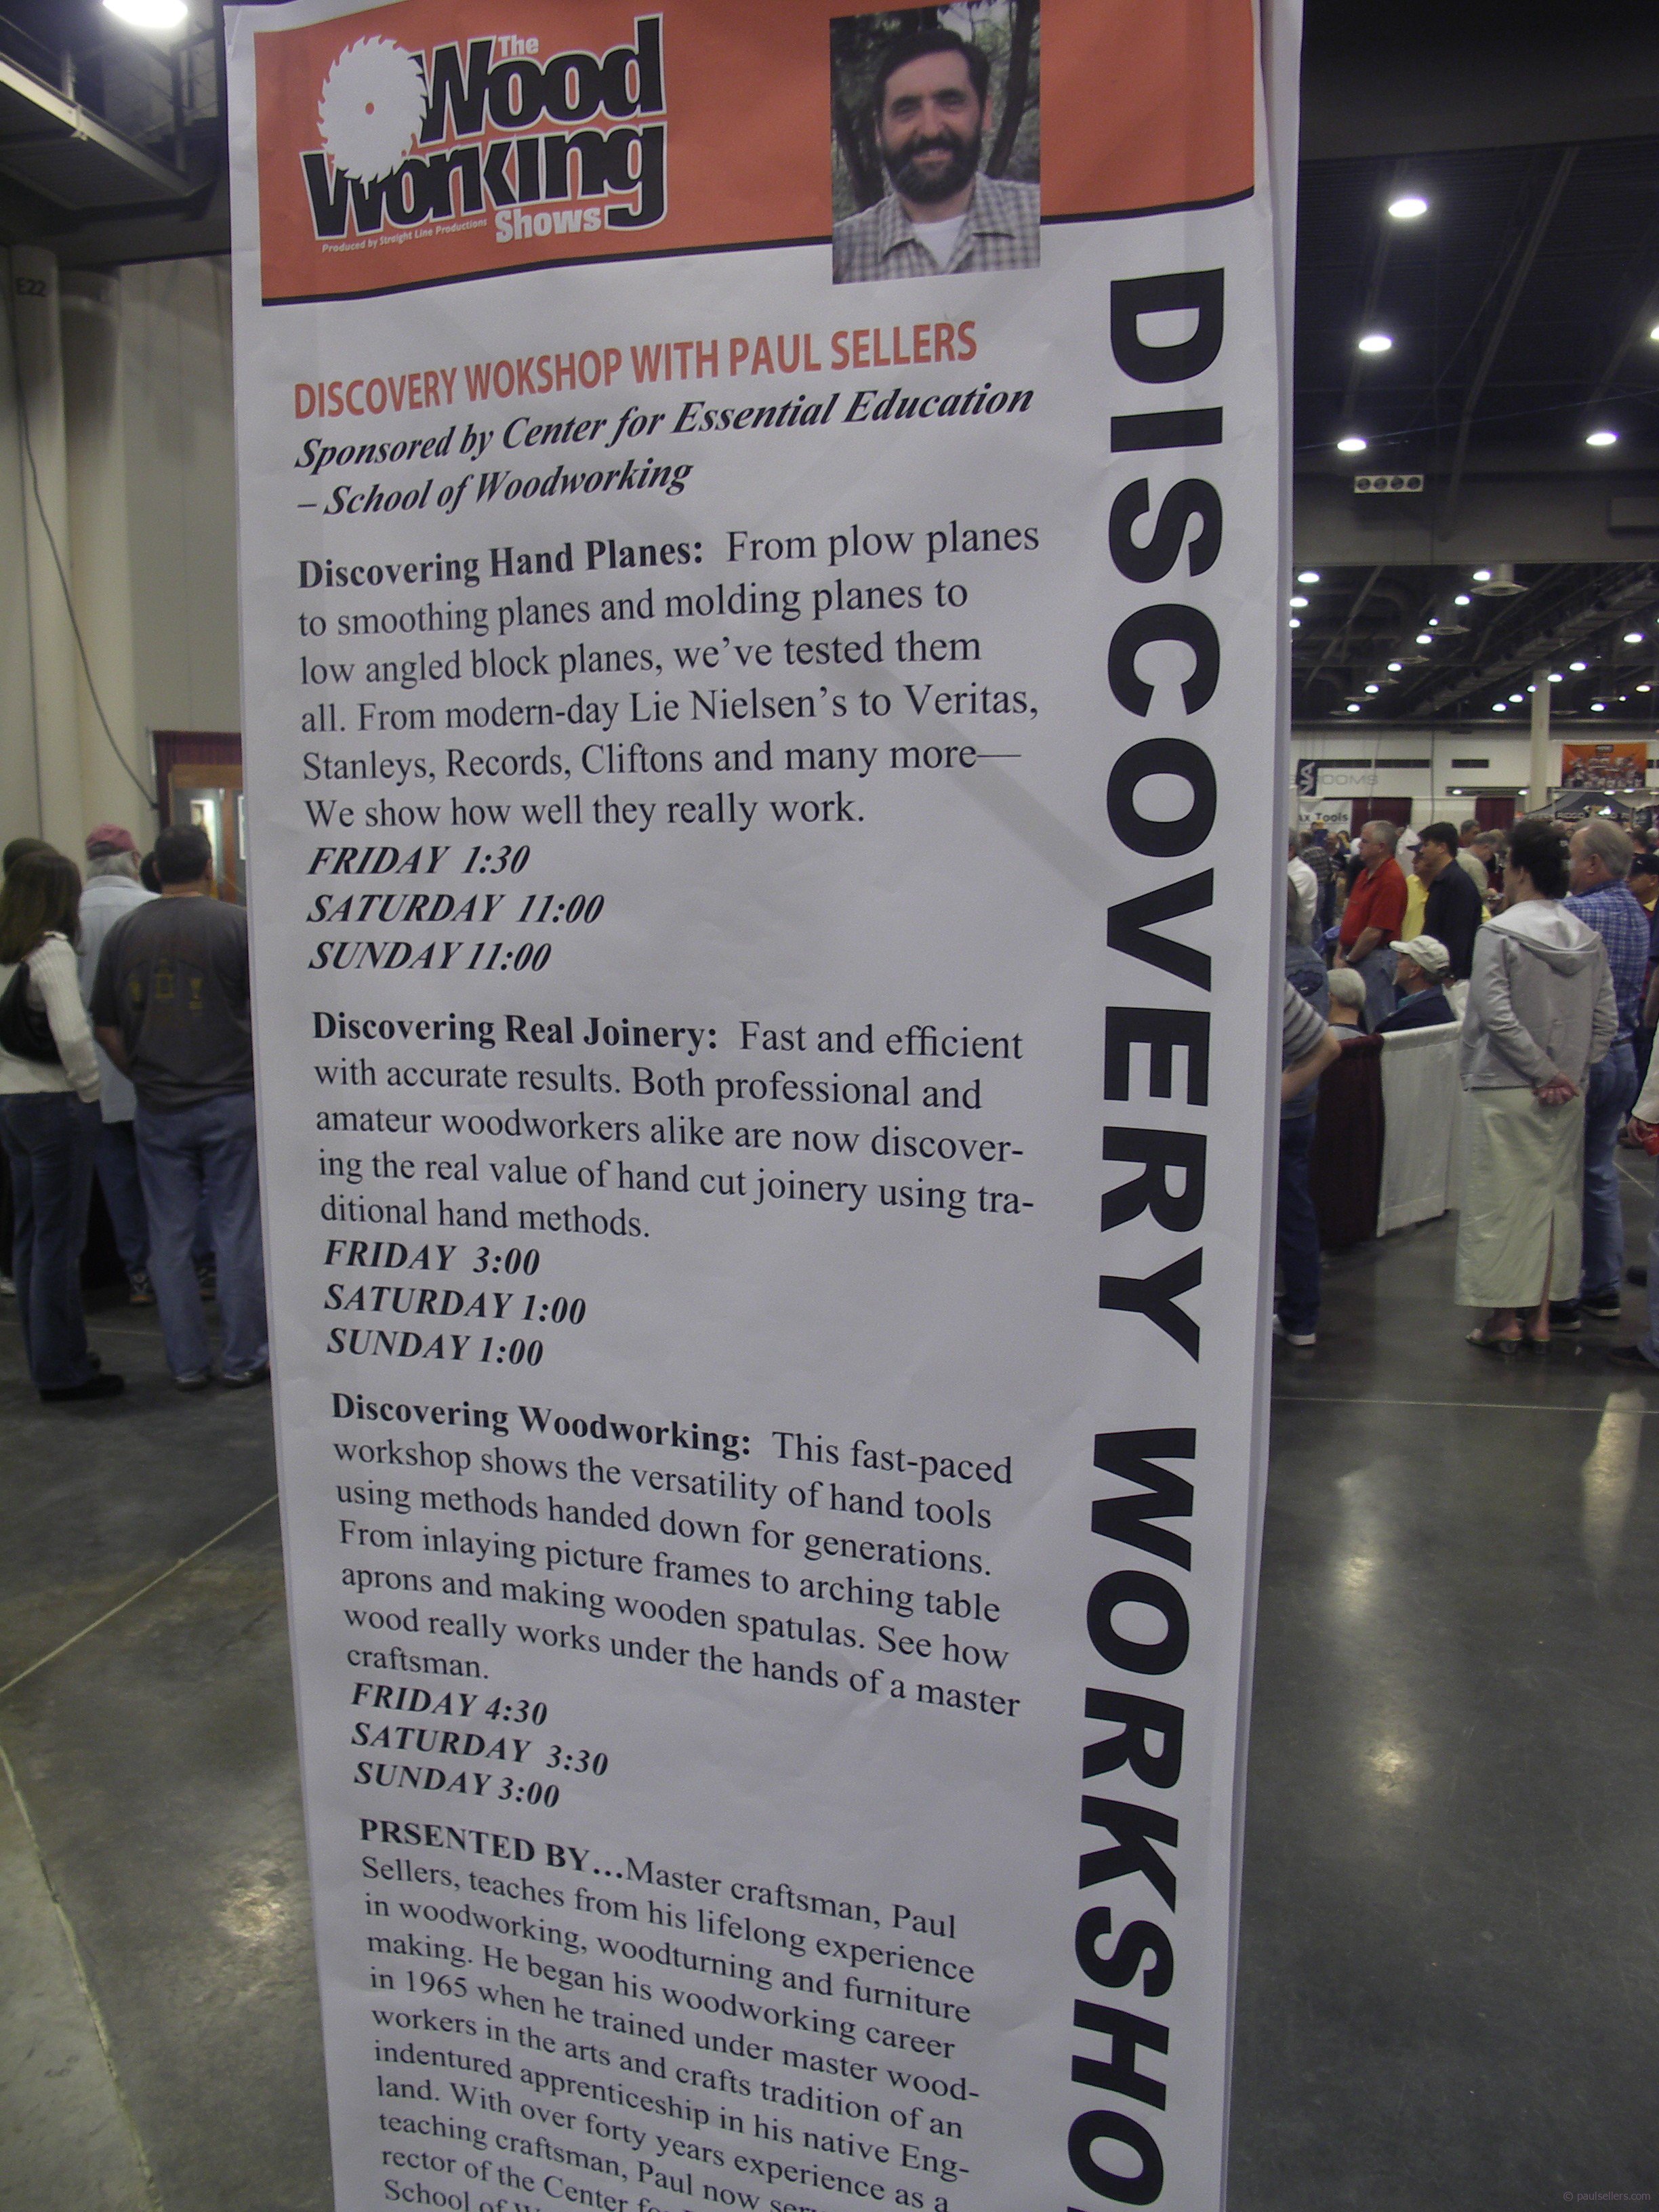 The
Wood
Working
Shows
Produced by Straight Line Productions
DISCOVERY WOKSHOP WITH PAUL SELLERS
Sponsored by Center for Essential Education
– School of Woodworking
Discovering Hand Planes: From plow planes
to smoothing planes and molding planes to
low angled block planes, we've tested them
all. From modern-day Lie Nielsen's to Veritas,
Stanleys, Records, Cliftons and many more—
We show how well they really work.
FRIDAY 1:30
SATURDAY 11:00
SUNDAY 11:00
Discovering Real Joinery: Fast and efficient
with accurate results. Both professional and
amateur woodworkers alike are now discover-
ing the real value of hand cut joinery using tra-
ditional hand methods.
FRIDAY 3:00
SATURDAY 1:00
SUNDAY 1:00
Discovering Woodworking: This fast-paced
workshop shows the versatility of hand tools
using methods handed down for generations.
From inlaying picture frames to arching table
aprons and making wooden spatulas. See how
wood really works under the hands of a master
craftsman.
FRIDAY 4:30
SATURDAY 3:30
SUNDAY 3:00
PRSENTED BY…Master craftsman, Paul
Sellers, teaches from his lifelong experience
in woodworking, woodturning and furniture
making. He began his woodworking career
in 1965 when he trained under master wood-
workers in the arts and crafts tradition of an
indentured apprenticeship in his native Eng-
land. With over forty years experience as a
teaching craftsman, Paul now
rector of the Center
School of
DISCOVERY WORKSHO
E22
Tools
© paulsellers.com